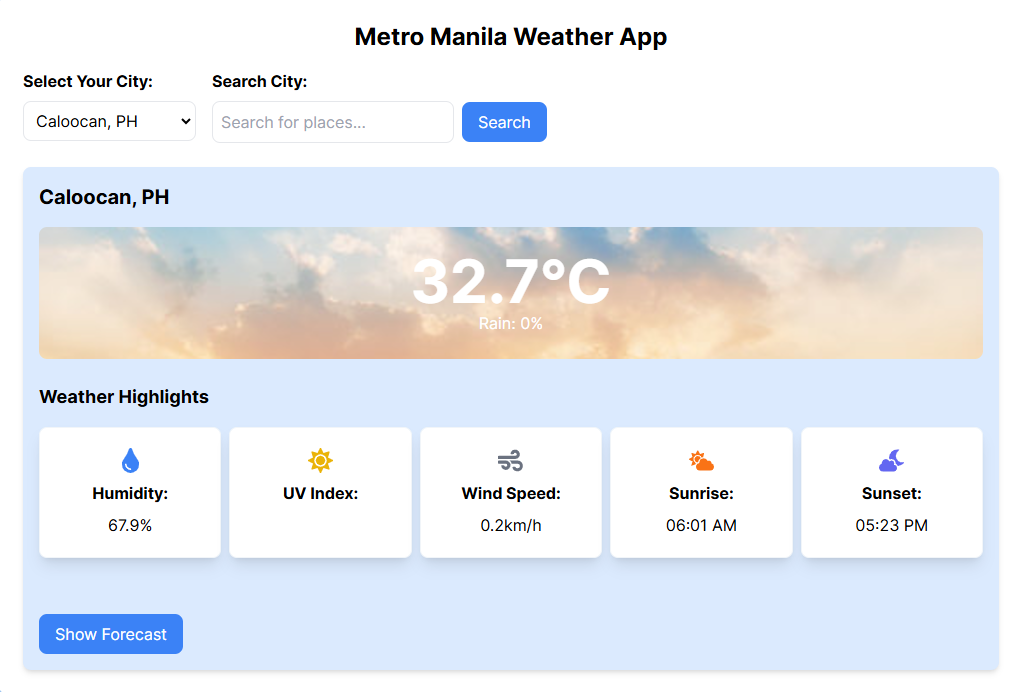 Metro Manila Weather App
Select Your City: Search City:
Caloocan, PH Search for places... Search
Caloocan, PH
32.7°C
Rain: 0%
Weather Highlights
Humidity: UV Index: Wind Speed: Sunrise: Sunset:
67.9% 0.2km/h 06:01 AM 05:23 PM
Show Forecast